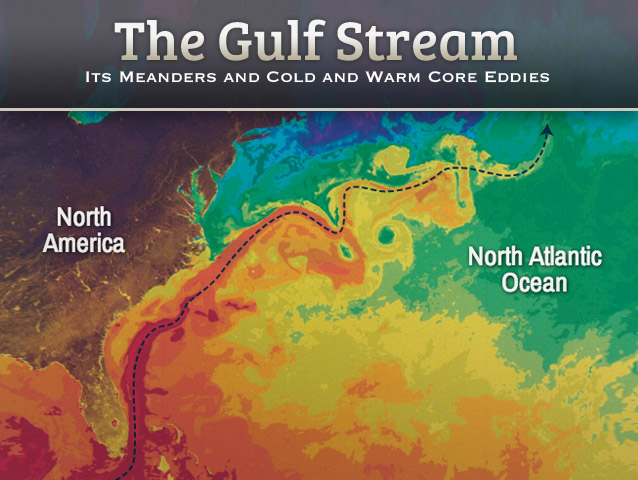 The Gulf Stream
Its Meanders and Cold and Warm Core Eddies
North
America
North Atlantic
Ocean